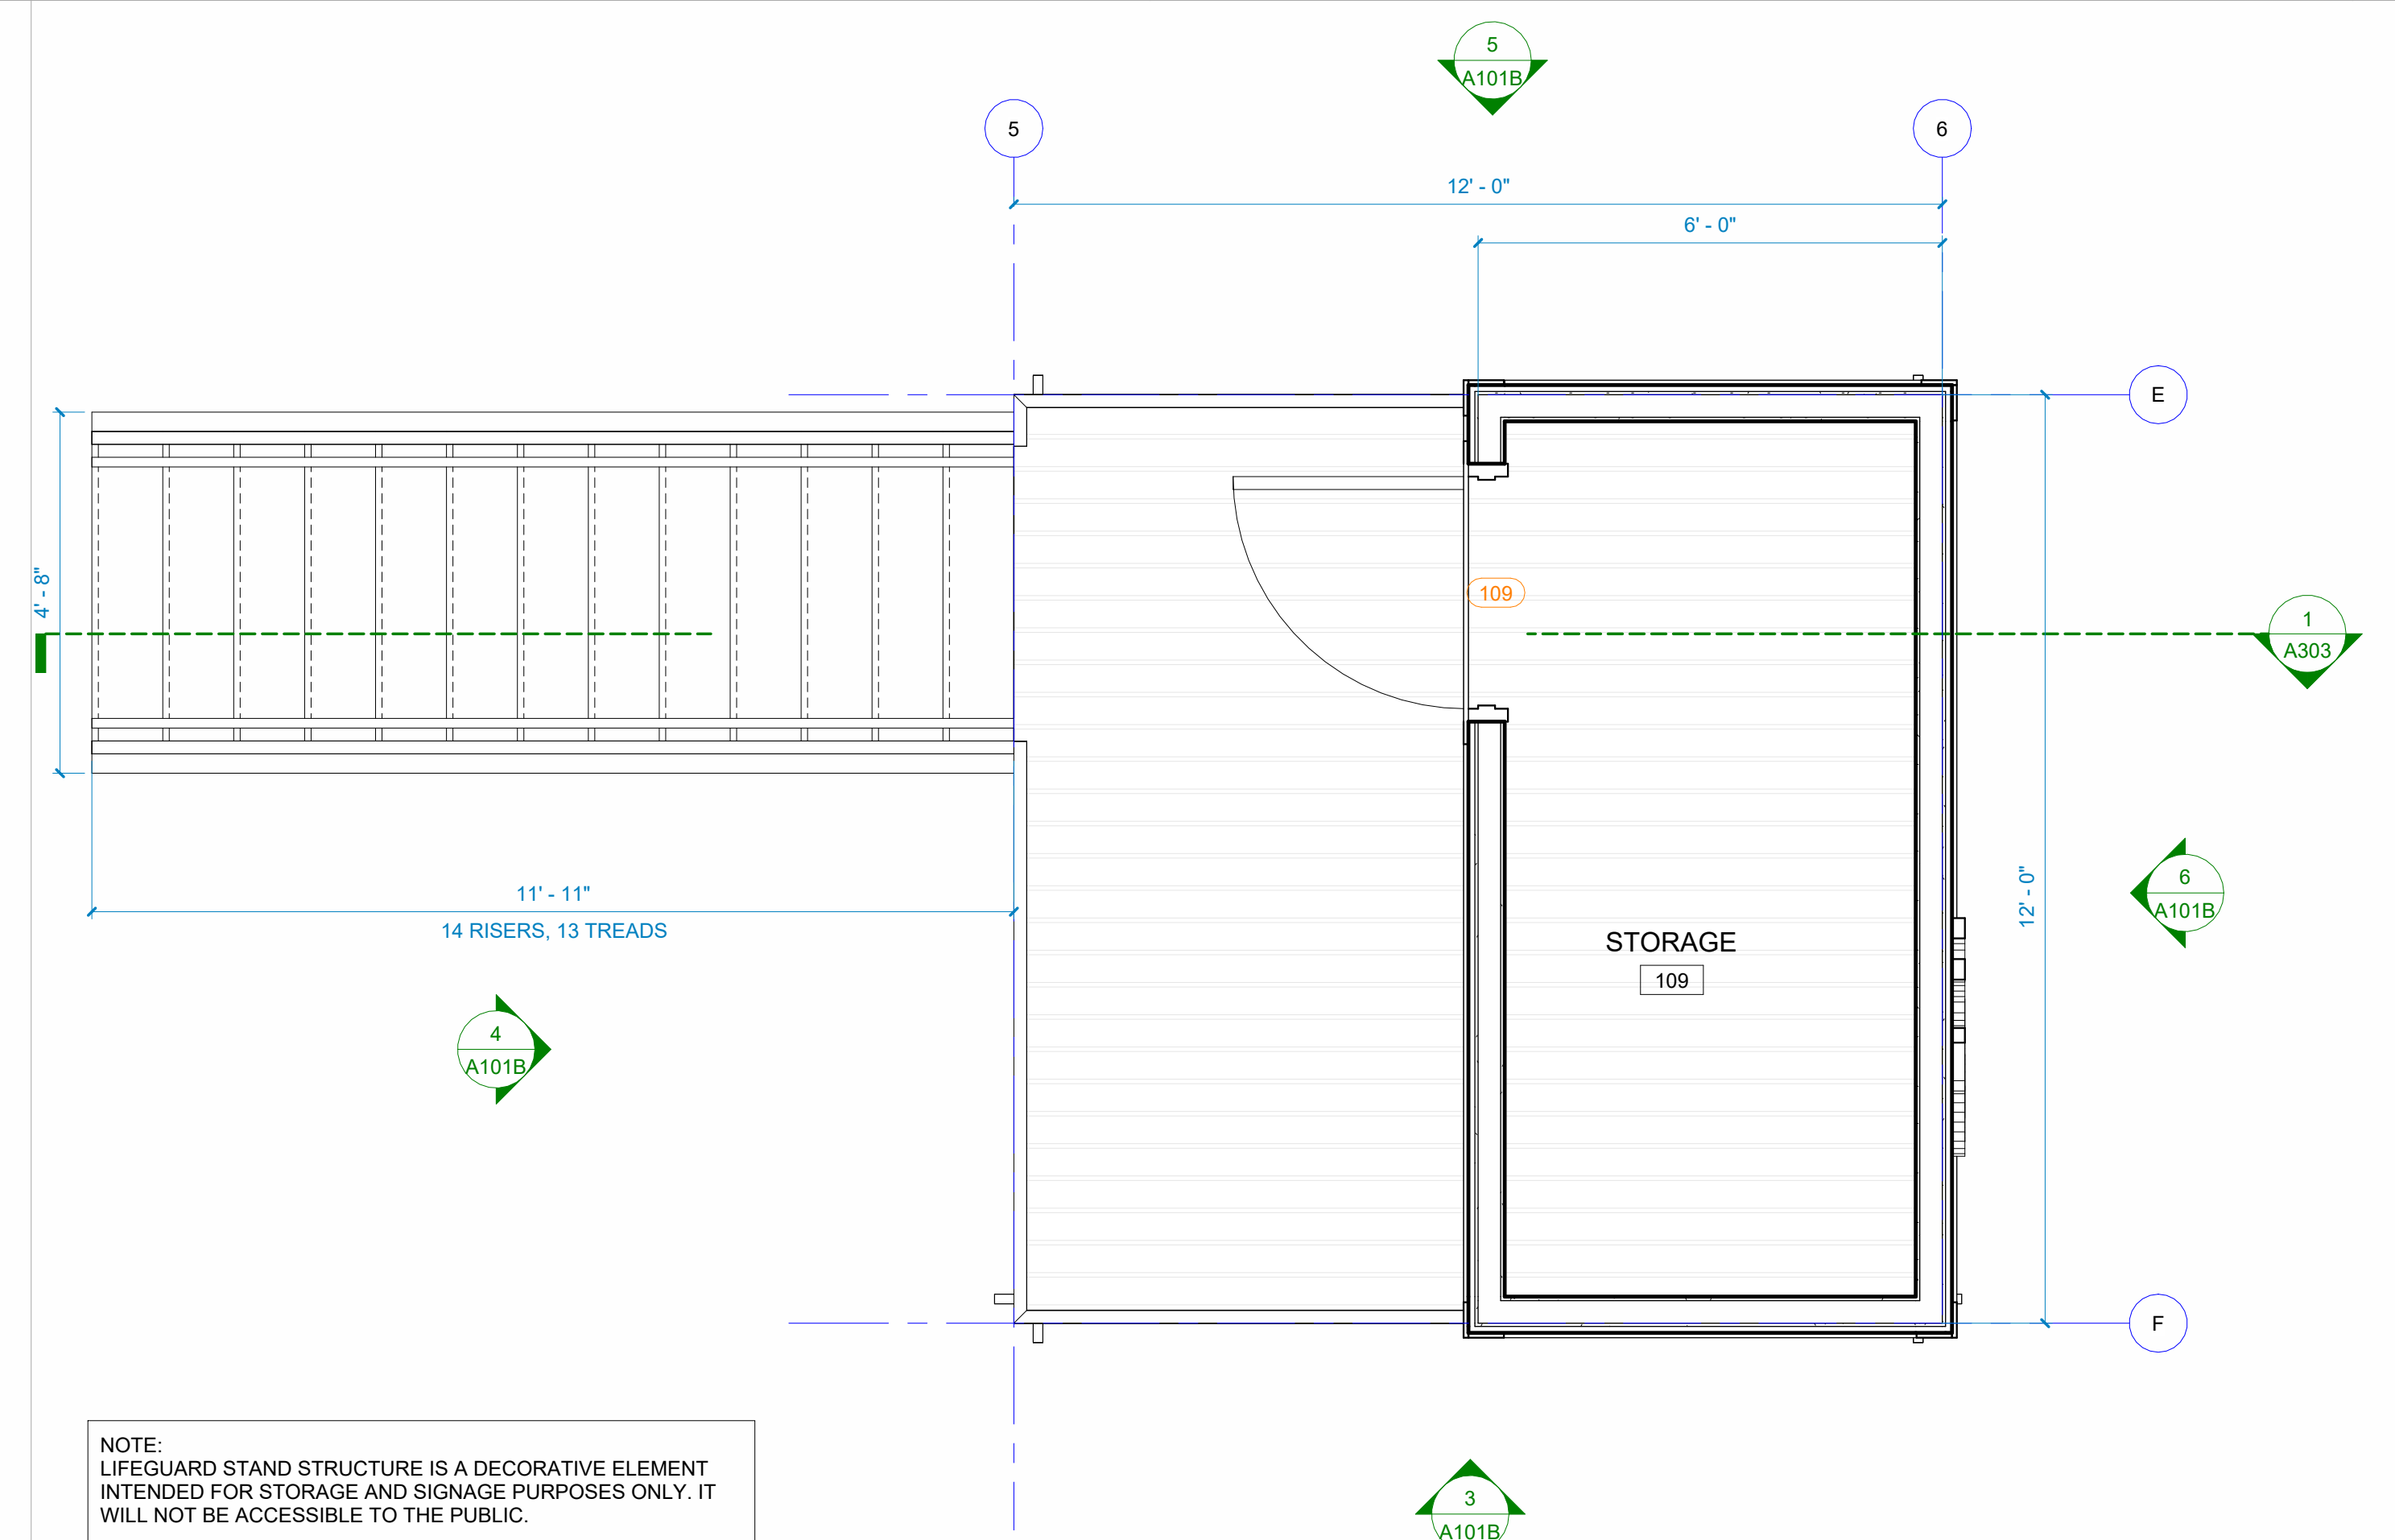 5
A101B
5
6
12' - 0"
6' - 0"
E
4' - 8"
109
1
A303
11' - 11"
14 RISERS, 13 TREADS
12' - 0"
6
A101B
STORAGE
109
4
A101B
F
NOTE:
LIFEGUARD STAND STRUCTURE IS A DECORATIVE ELEMENT
INTENDED FOR STORAGE AND SIGNAGE PURPOSES ONLY. IT
WILL NOT BE ACCESSIBLE TO THE PUBLIC.
3
A101B